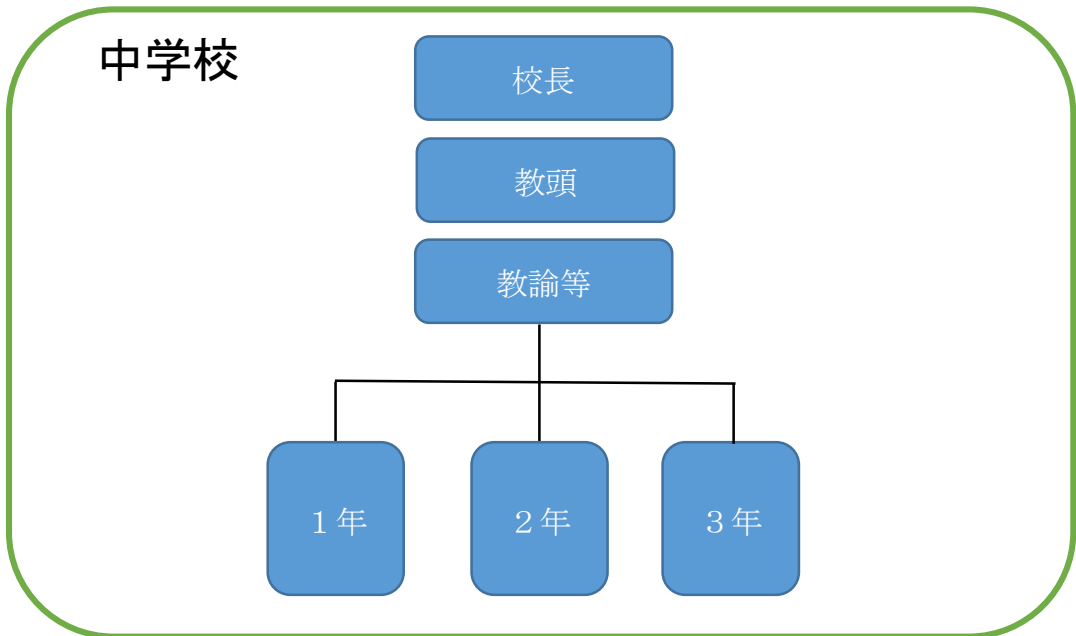 中学校
校長
教頭
教諭等
１年
２年
３年